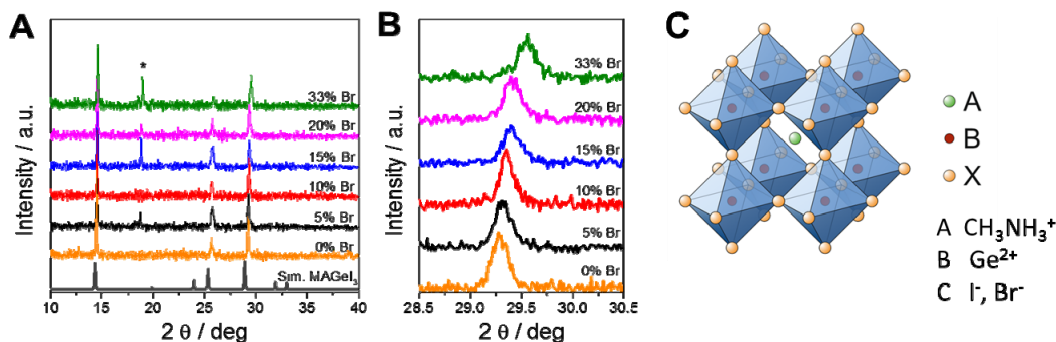 A
Intensity / a.u.
*
33% Br
20% Br
15% Br
10% Br
5% Br
0% Br
Sim. MAGeI3
10 15 20 25 30 35 40
2 θ / deg
B
Intensity / a.u.
33% Br
20% Br
15% Br
10% Br
5% Br
0% Br
28.5 29.0 29.5 30.0 30.5
2 θ / deg
C
A
B
X
A CH₃NH₃⁺
B Ge²⁺
C I⁻, Br⁻